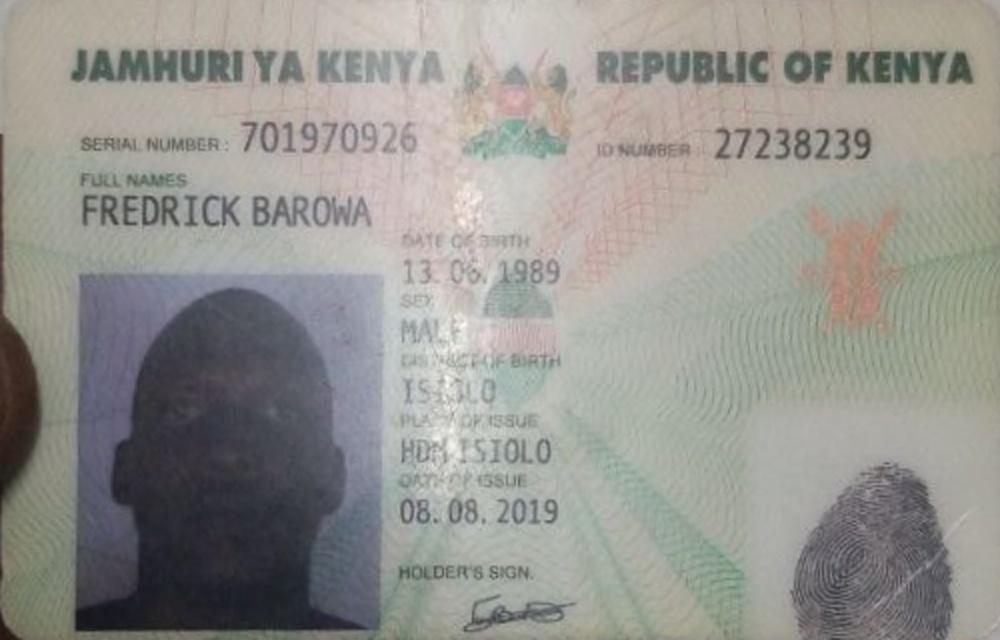 JAMHURI YA KENYA REPUBLIC OF KENYA
SERIAL NUMBER : 701970926 ID NUMBER : 27238239
FULL NAMES
FREDRICK BAROWA
DATE OF BIRTH
13. 06. 1989
SEX
MALE
DISTRICT OF BIRTH
ISIOLO
PLACE OF ISSUE
HDM ISIOLO
DATE OF ISSUE
08. 08. 2019
HOLDER'S SIGN.